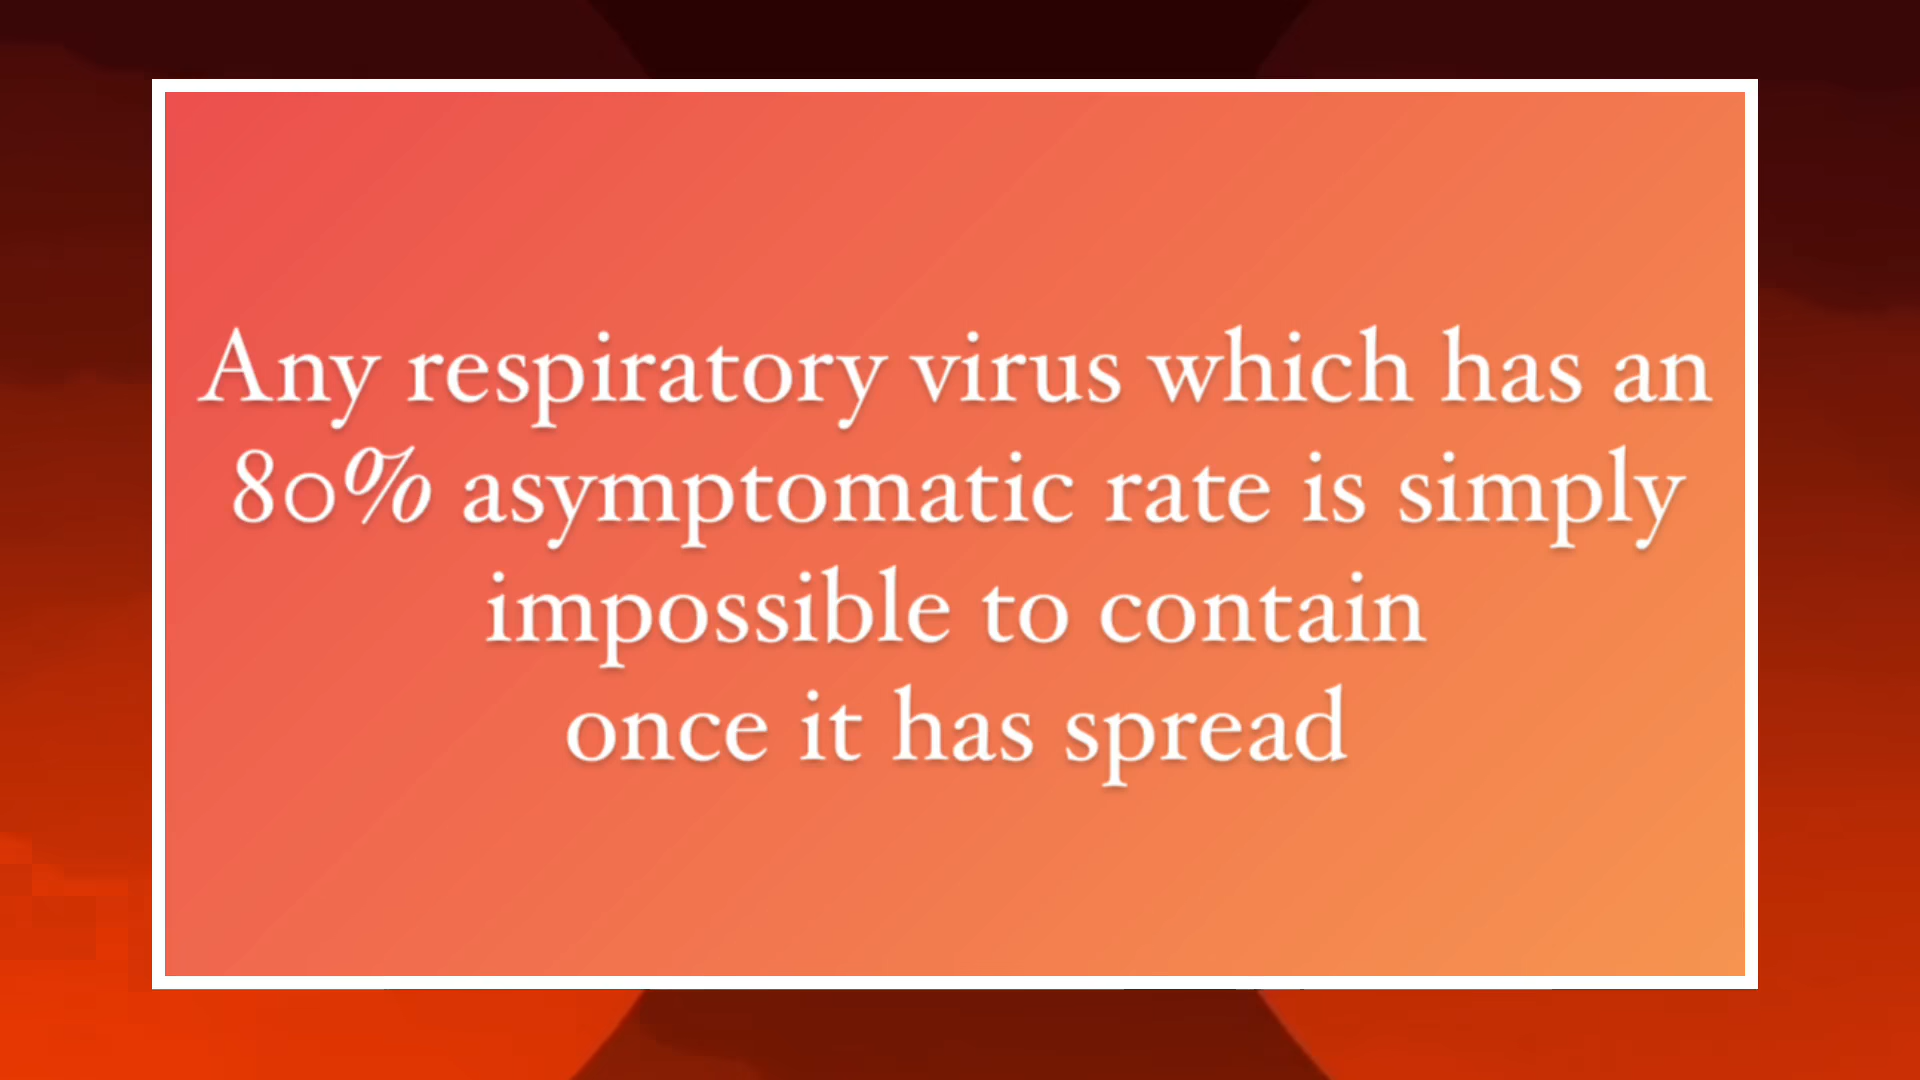 Any respiratory virus which has an
80% asymptomatic rate is simply
impossible to contain
once it has spread